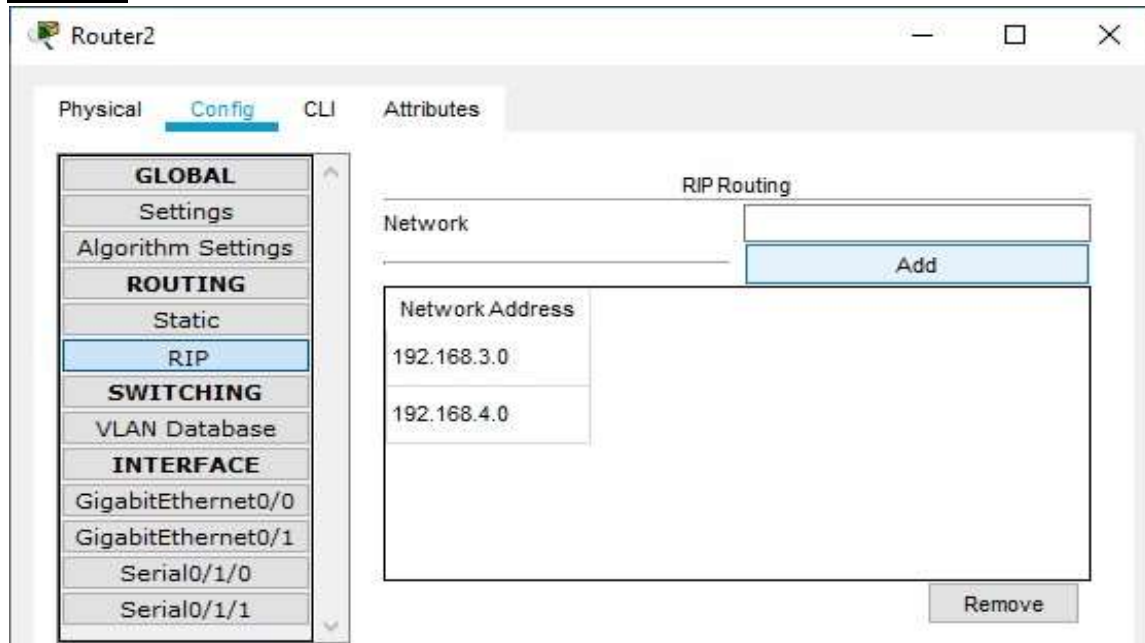 Router2
Physical Config CLI Attributes
GLOBAL
Settings
Algorithm Settings
ROUTING
Static
RIP
SWITCHING
VLAN Database
INTERFACE
GigabitEthernet0/0
GigabitEthernet0/1
Serial0/1/0
Serial0/1/1
RIP Routing
Network
Add
Network Address
192.168.3.0
192.168.4.0
Remove